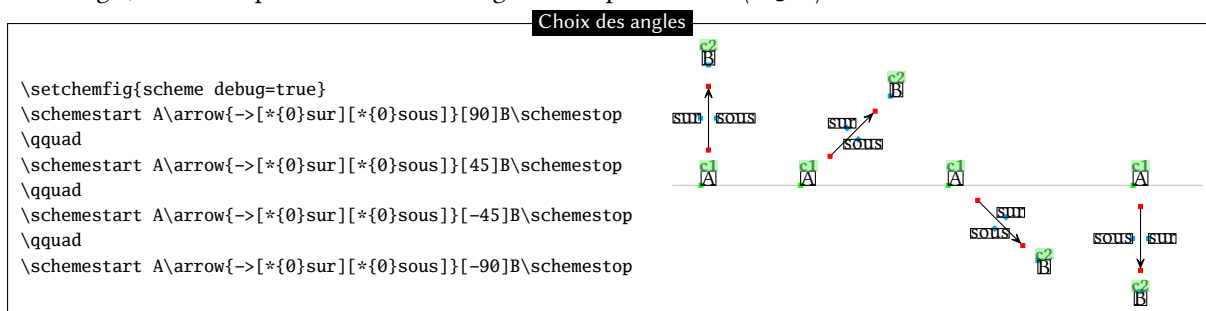 Choix des angles
\setchemfig{scheme debug=true}
\schemestart A\arrow{->[*{0}sur][*{0}sous]}[90]B\schemestop
\qquad
\schemestart A\arrow{->[*{0}sur][*{0}sous]}[45]B\schemestop
\qquad
\schemestart A\arrow{->[*{0}sur][*{0}sous]}[-45]B\schemestop
\qquad
\schemestart A\arrow{->[*{0}sur][*{0}sous]}[-90]B\schemestop
c2
B
sur sous
c1
A
c2
B
sur
sous
c1
A
c1
A
sur
sous
c2
B
c1
A
sous sur
c2
B